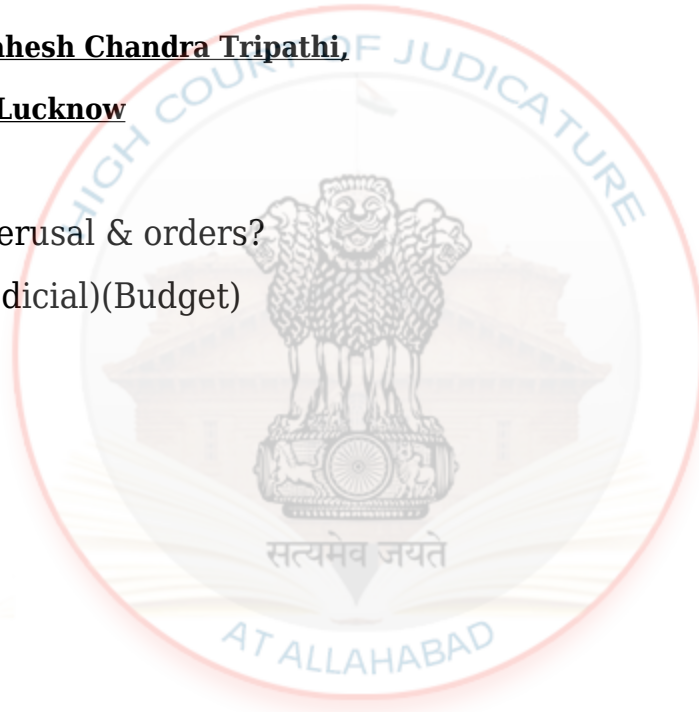 ahesh Chandra Tripathi,
Lucknow
erusal & orders?
dicial)(Budget)
HIGH COURT OF JUDICATURE
सत्यमेव जयते
AT ALLAHABAD